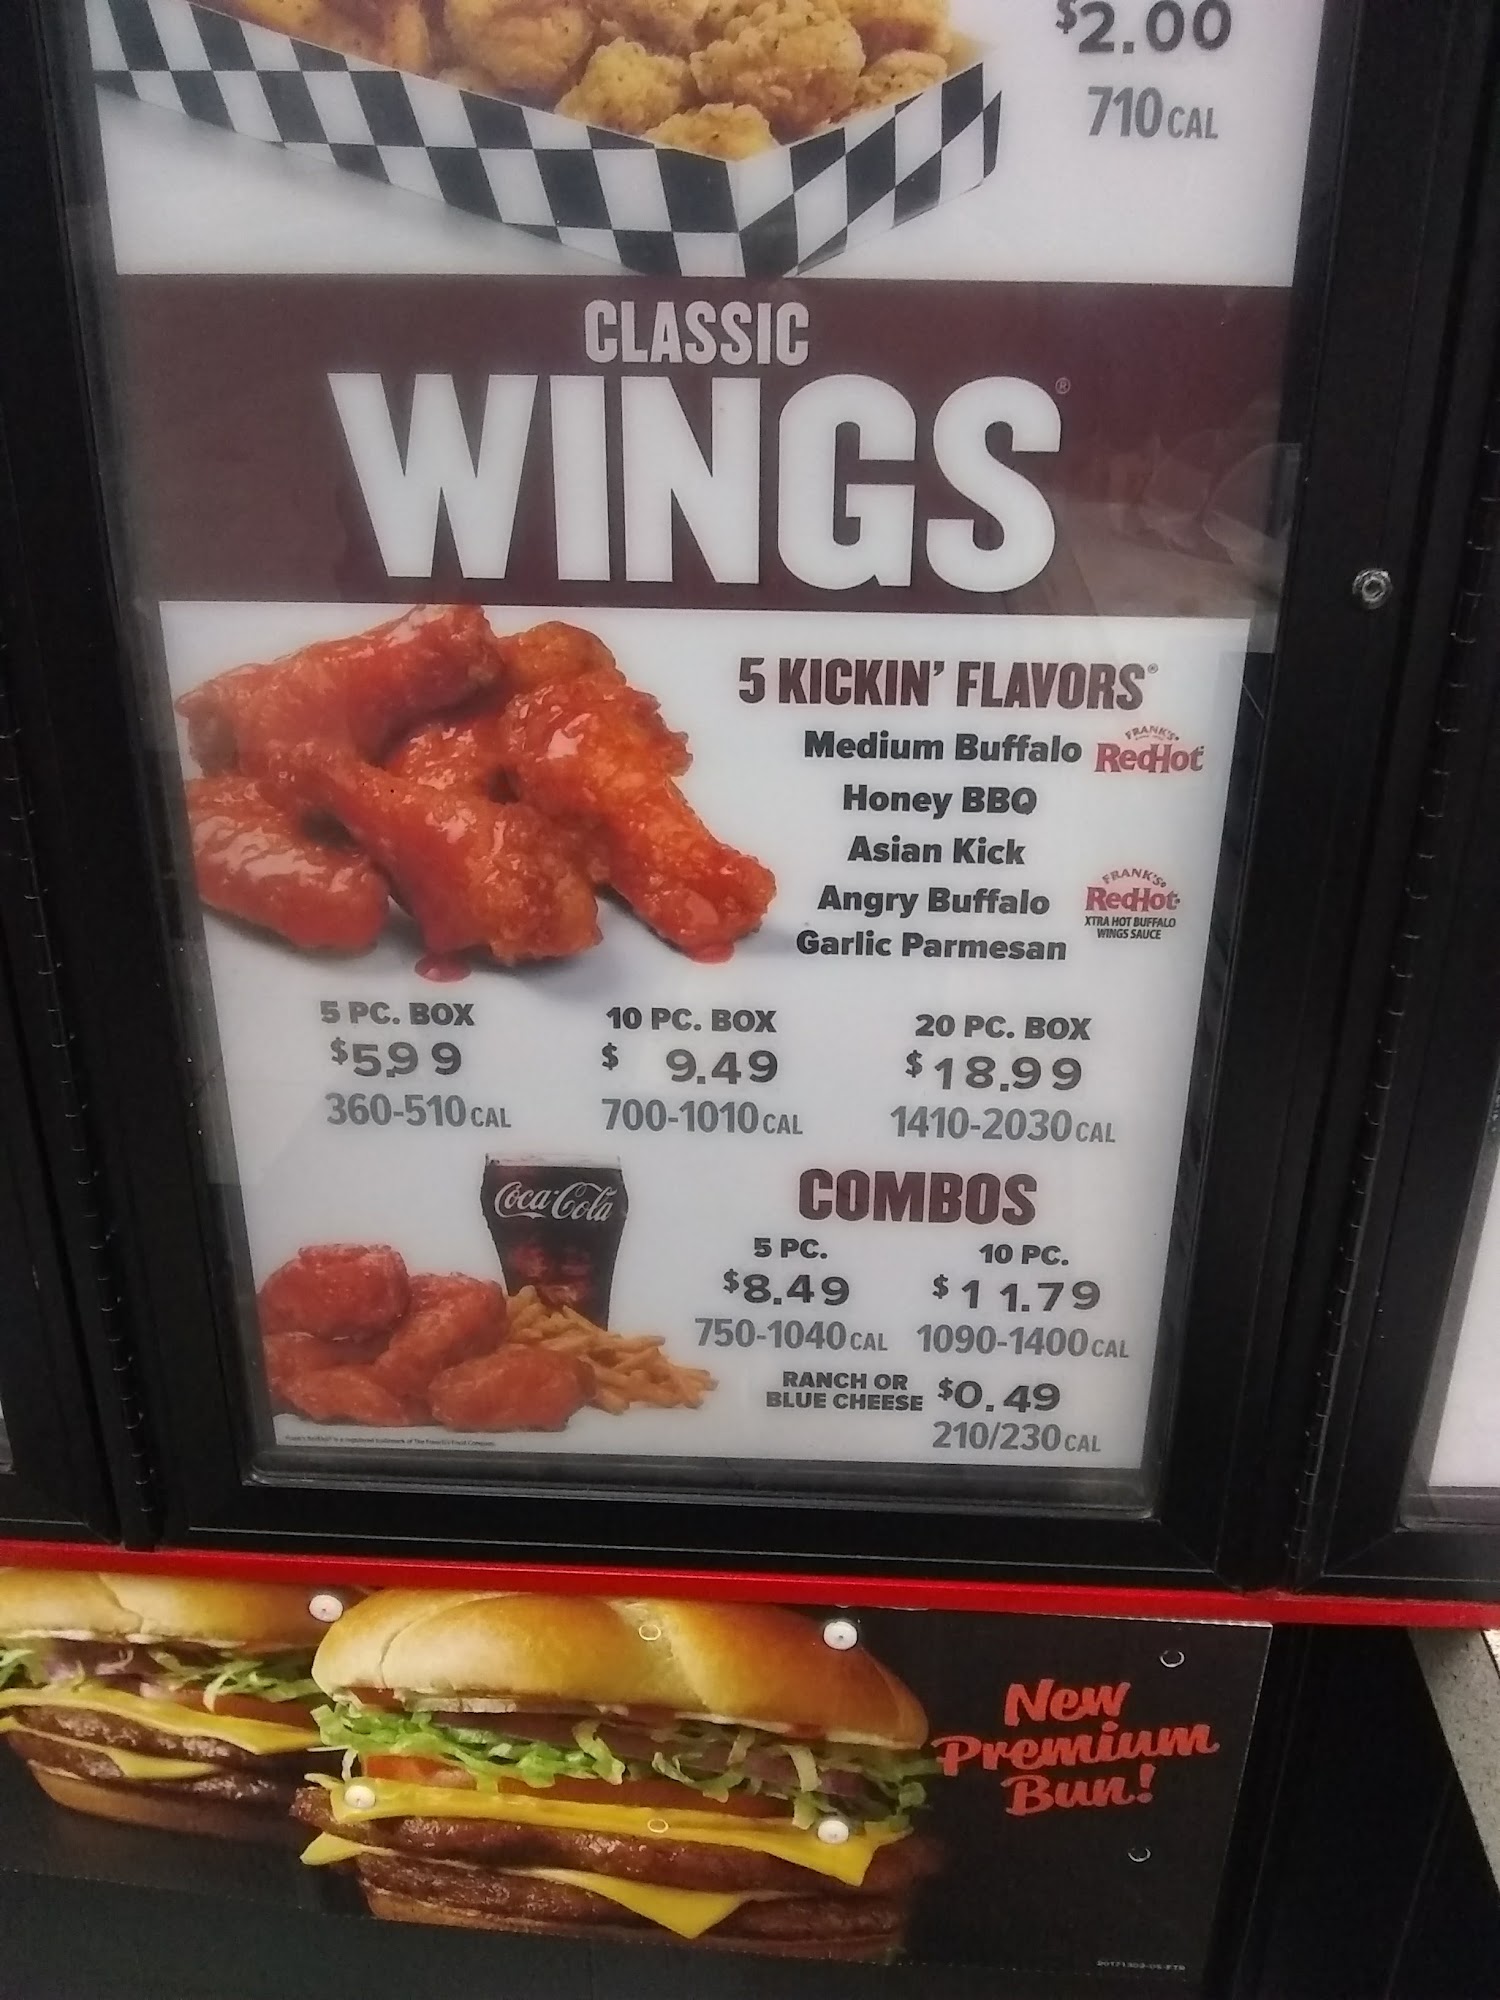 $2.00
710 CAL
CLASSIC
WINGS®
5 KICKIN' FLAVORS®
Medium Buffalo FRANK'S RedHot
Honey BBQ
Asian Kick
Angry Buffalo FRANK'S RedHot
XTRA HOT BUFFALO
WINGS SAUCE
Garlic Parmesan
5 PC. BOX 10 PC. BOX 20 PC. BOX
$5.99 $ 9.49 $18.99
360-510 CAL 700-1010 CAL 1410-2030 CAL
Coca-Cola
COMBOS
5 PC. 10 PC.
$8.49 $11.79
750-1040 CAL 1090-1400 CAL
RANCH OR
BLUE CHEESE $0.49
210/230 CAL
New
Premium
Bun!